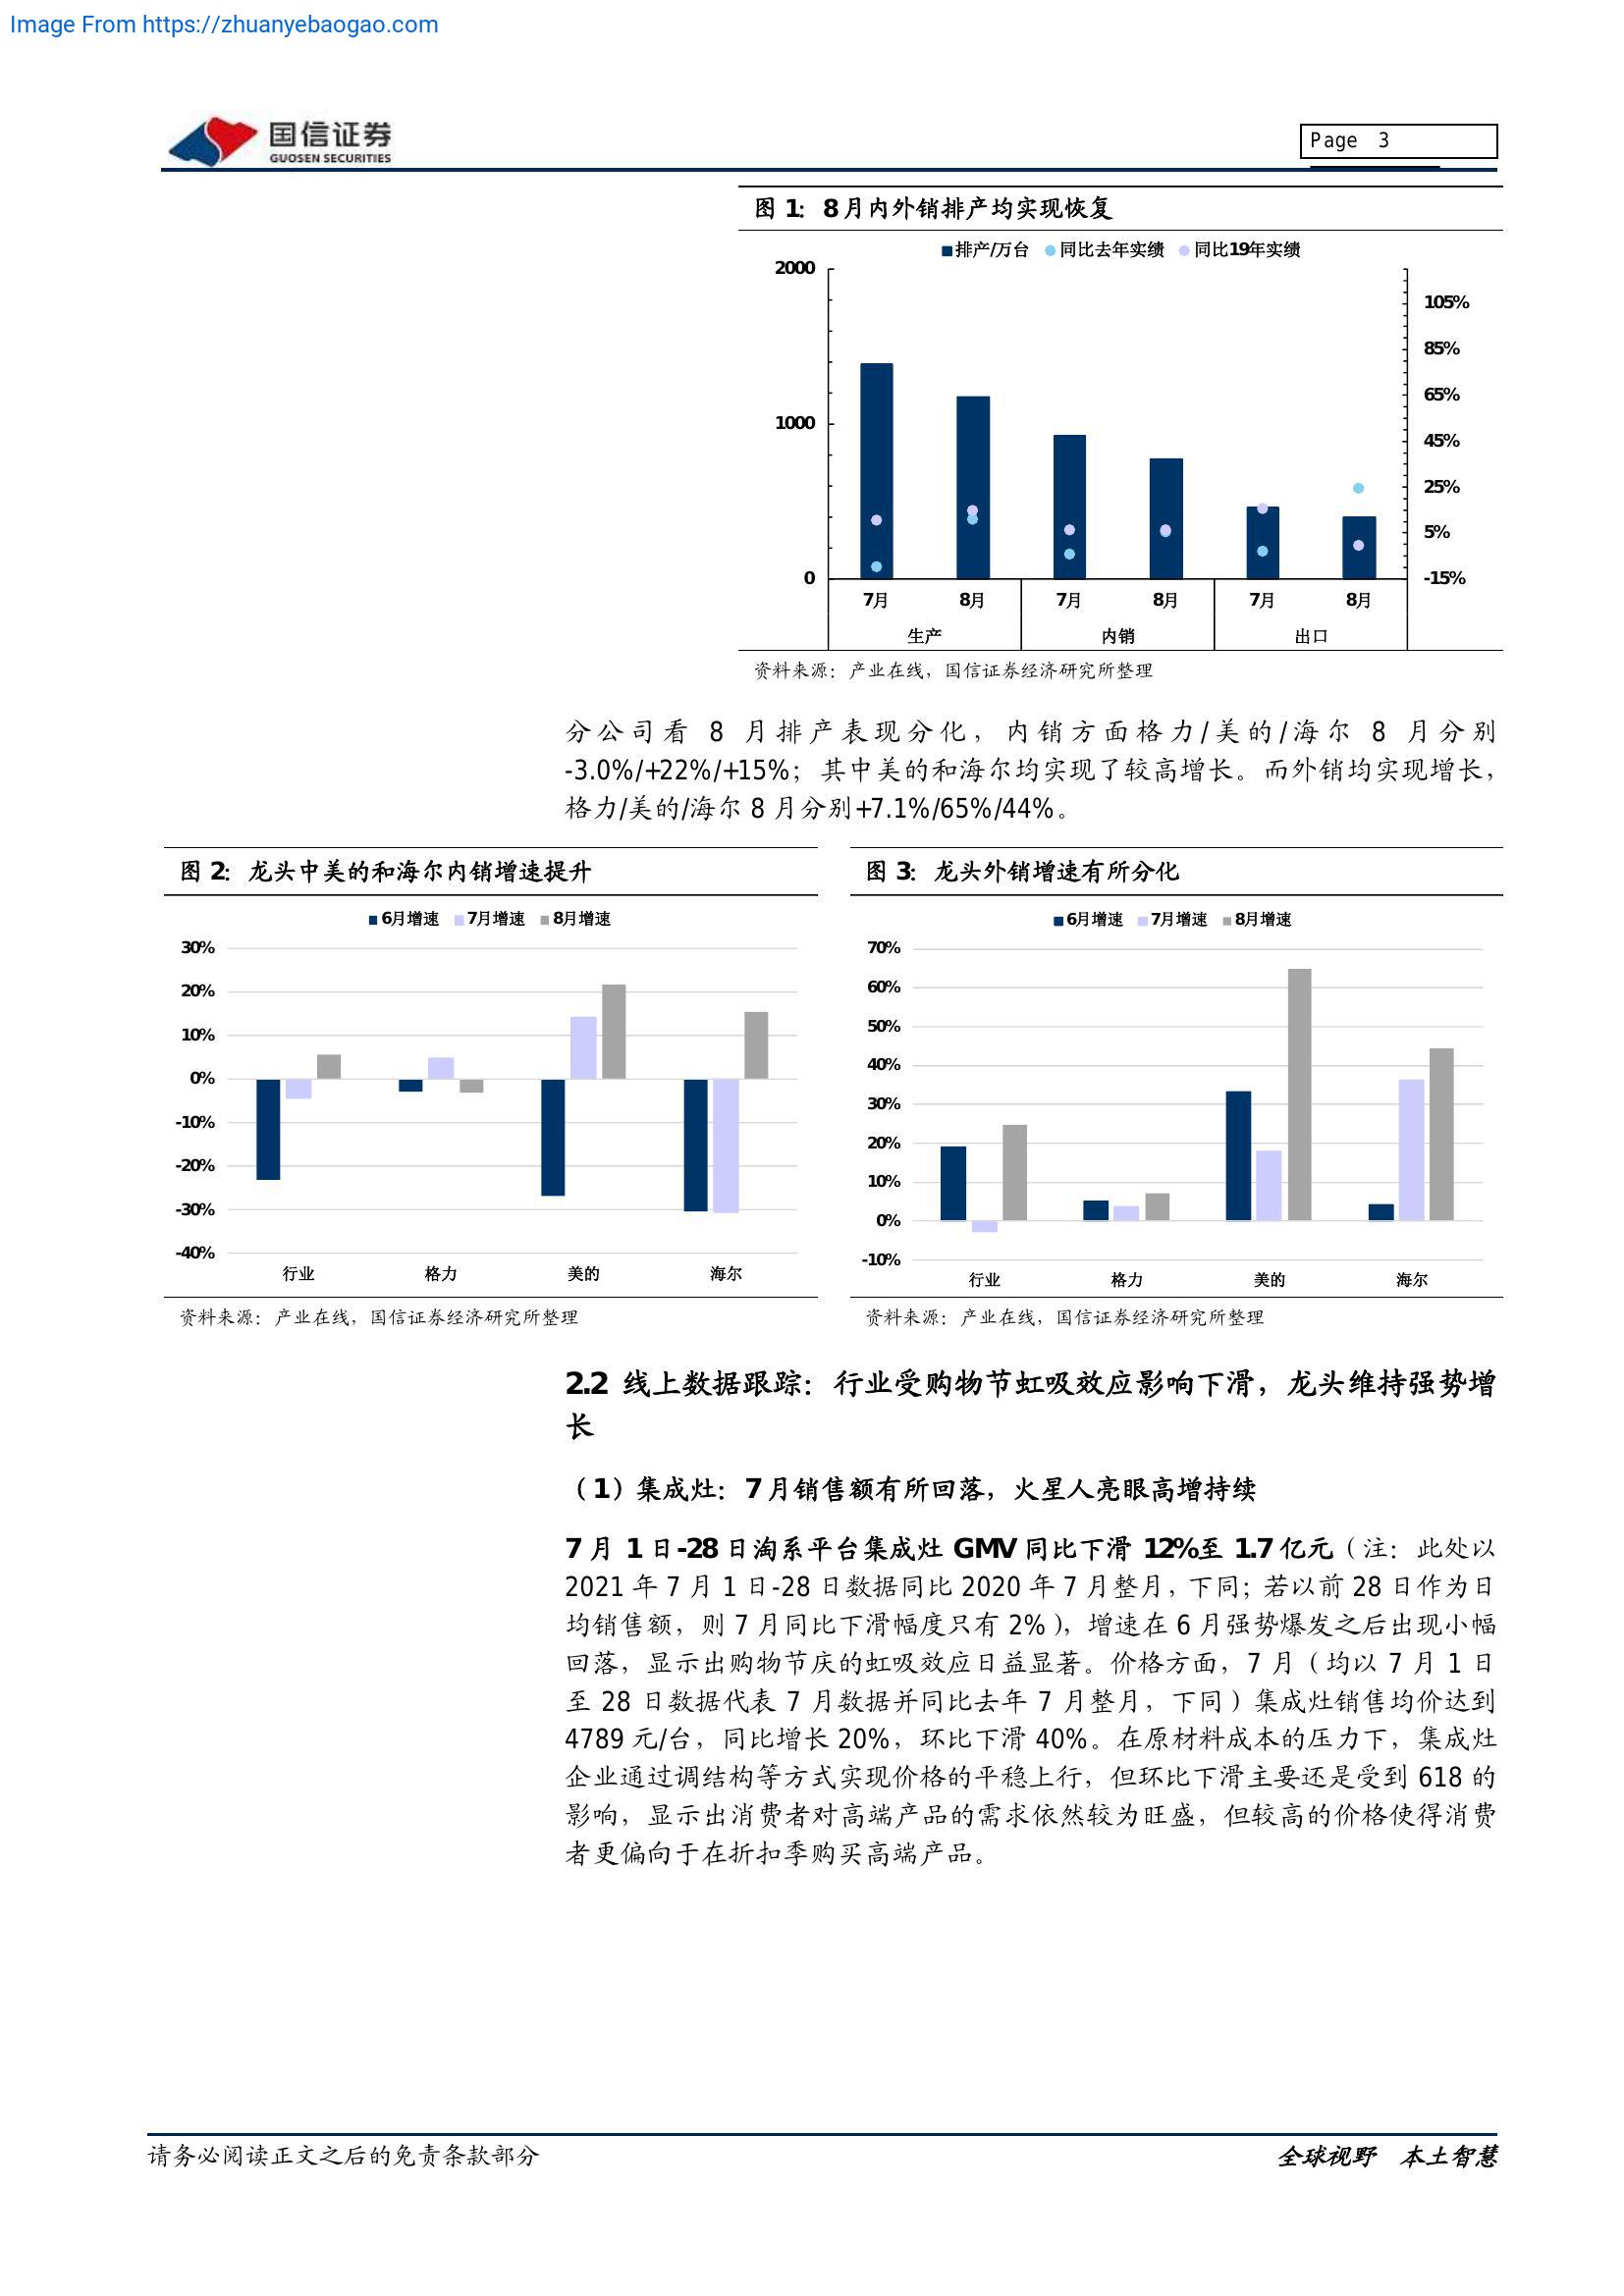 Image From https://zhuanyebaogao.com
国信证券
GUOSEN SECURITIES
Page 3
图 1：8月内外销排产均实现恢复
排产/万台 同比去年实绩 同比19年实绩
2000
1000
0
105%
85%
65%
45%
25%
5%
-15%
7月 8月 7月 8月 7月 8月
生产 内销 出口
资料来源：产业在线，国信证券经济研究所整理
分公司看 8 月排产表现分化，内销方面格力/美的/海尔 8 月分别
-3.0%/+22%/+15%；其中美的和海尔均实现了较高增长。而外销均实现增长，
格力/美的/海尔 8 月分别+7.1%/65%/44%。
图 2：龙头中美的和海尔内销增速提升
6月增速 7月增速 8月增速
30%
20%
10%
0%
-10%
-20%
-30%
-40%
行业 格力 美的 海尔
资料来源：产业在线，国信证券经济研究所整理
图 3：龙头外销增速有所分化
6月增速 7月增速 8月增速
70%
60%
50%
40%
30%
20%
10%
0%
-10%
行业 格力 美的 海尔
资料来源：产业在线，国信证券经济研究所整理
2.2 线上数据跟踪：行业受购物节虹吸效应影响下滑，龙头维持强势增
长
（1）集成灶：7月销售额有所回落，火星人亮眼高增持续
7 月 1 日-28 日淘系平台集成灶 GMV 同比下滑 12%至 1.7 亿元（注：此处以
2021 年 7 月 1 日-28 日数据同比 2020 年 7 月整月，下同；若以前 28 日作为日
均销售额，则 7 月同比下滑幅度只有 2%），增速在 6 月强势爆发之后出现小幅
回落，显示出购物节庆的虹吸效应日益显著。价格方面，7 月（均以 7 月 1 日
至 28 日数据代表 7 月数据并同比去年 7 月整月，下同）集成灶销售均价达到
4789 元/台，同比增长 20%，环比下滑 40%。在原材料成本的压力下，集成灶
企业通过调结构等方式实现价格的平稳上行，但环比下滑主要还是受到 618 的
影响，显示出消费者对高端产品的需求依然较为旺盛，但较高的价格使得消费
者更偏向于在折扣季购买高端产品。
请务必阅读正文之后的免责条款部分
全球视野 本土智慧